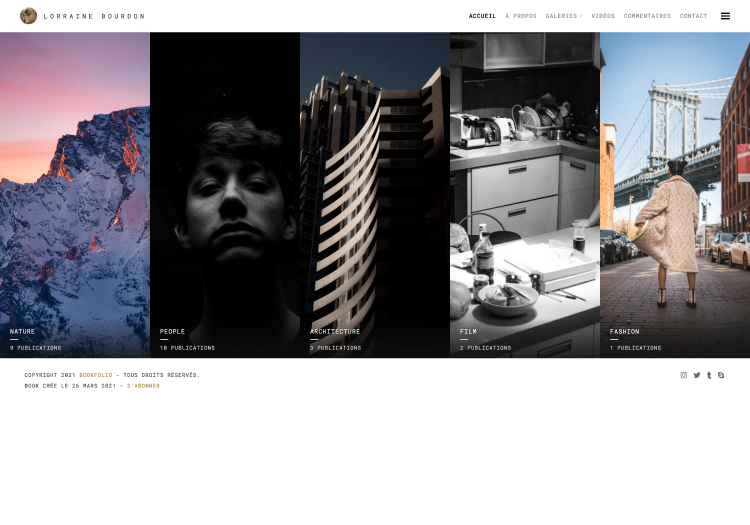 LORRAINE BOURDON
ACCUEIL À PROPOS GALERIES VIDÉOS COMMENTAIRES CONTACT
NATURE PEOPLE ARCHITECTURE FILM FASHION
9 PUBLICATIONS 10 PUBLICATIONS 3 PUBLICATIONS 2 PUBLICATIONS 1 PUBLICATIONS
COPYRIGHT 2021 BOOKFOLIO - TOUS DROITS RÉSERVÉS.
BOOK CRÉE LE 26 MARS 2021 - S'ABONNER